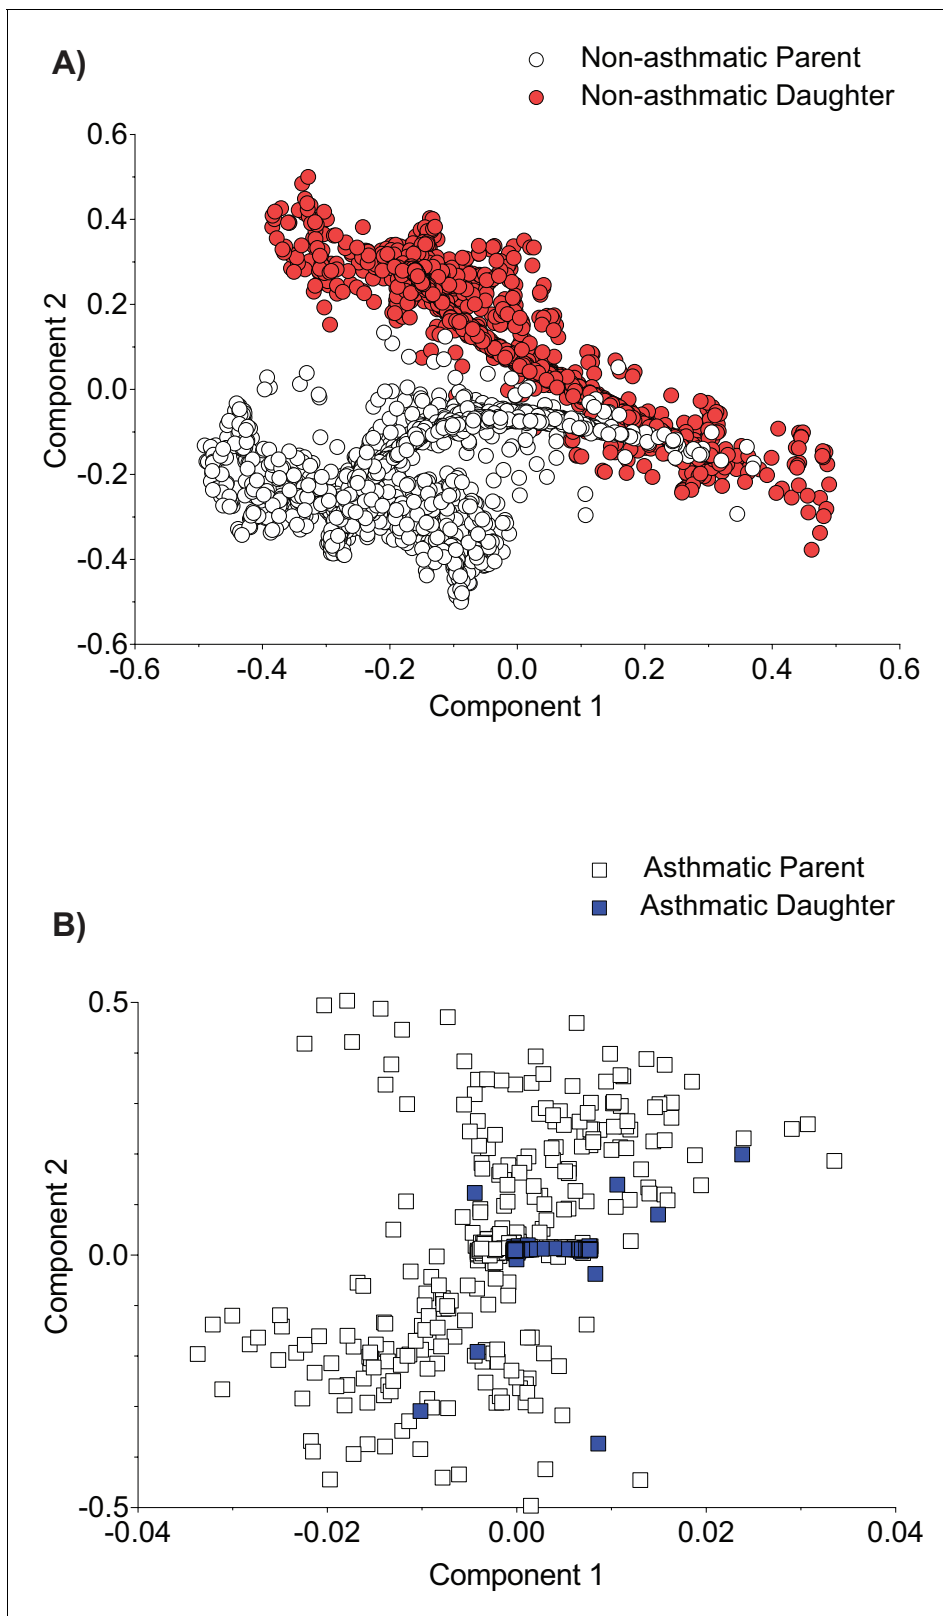 A)
Non-asthmatic Parent
Non-asthmatic Daughter
0.6
0.4
0.2
0.0
-0.2
-0.4
-0.6
Component 2
-0.6 -0.4 -0.2 0.0 0.2 0.4 0.6
Component 1
B)
Asthmatic Parent
Asthmatic Daughter
0.5
0.0
-0.5
Component 2
-0.04 -0.02 0.00 0.02 0.04
Component 1